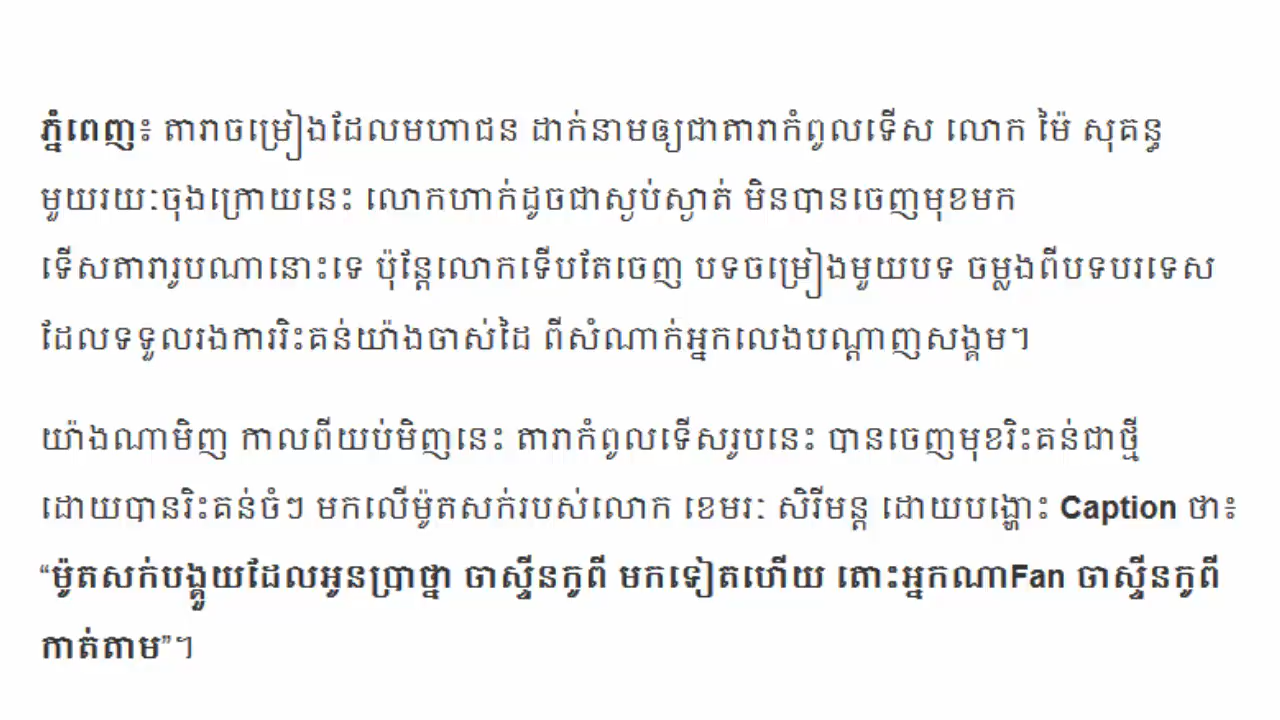 ភ្នំពេញ៖ តារាចម្រៀងដែលមហាជន ដាក់នាមឲ្យជាតារាកំពូលទើស លោក ម៉ៃ សុគន្ធ
មួយរយៈចុងក្រោយនេះ លោកហាក់ដូចជាស្ងប់ស្ងាត់ មិនបានចេញមុខមក
ទើសតារារូបណានោះទេ ប៉ុន្តែលោកទើបតែចេញ បទចម្រៀងមួយបទ ចម្លងពីបទបរទេស
ដែលទទួលរងការរិះគន់យ៉ាងចាស់ដៃ ពីសំណាក់អ្នកលេងបណ្តាញសង្គម។
យ៉ាងណាមិញ កាលពីយប់មិញនេះ តារាកំពូលទើសរូបនេះ បានចេញមុខរិះគន់ជាថ្មី
ដោយបានរិះគន់ចំៗ មកលើម៉ូតសក់របស់លោក ខេមរៈ សិរីមន្ត ដោយបង្ហោះ Caption ថា៖
“ម៉ូតសក់បង្គួយដែលអូនប្រាថ្នា ចាស្ទីនកូពី មកទៀតហើយ តោះអ្នកណាFan ចាស្ទីនកូពី
កាត់តាម”។